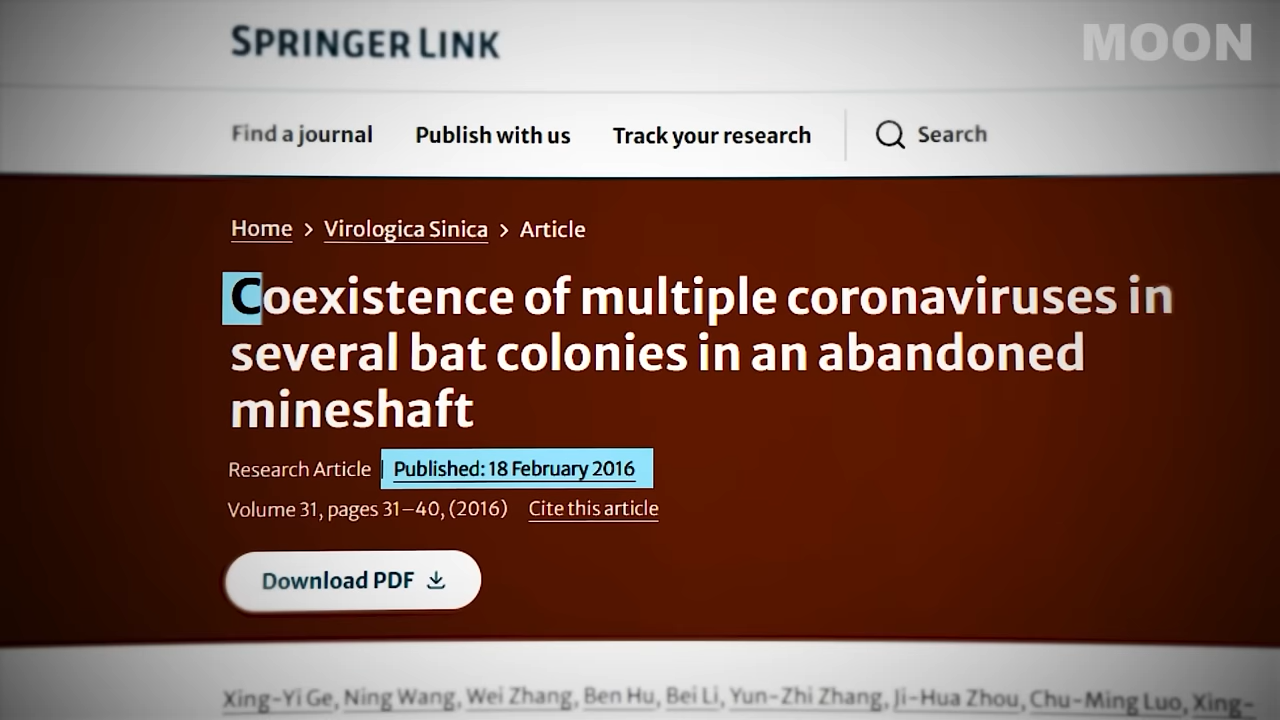 SPRINGER LINK
MOON
Find a journal Publish with us Track your research Search
Home > Virologica Sinica > Article
Coexistence of multiple coronaviruses in
several bat colonies in an abandoned
mineshaft
Research Article | Published: 18 February 2016
Volume 31, pages 31–40, (2016) Cite this article
Download PDF
Xing-Yi Ge, Ning Wang, Wei Zhang, Ben Hu, Bei Li, Yun-Zhi Zhang, Ji-Hua Zhou, Chu-Ming Luo, Xing-